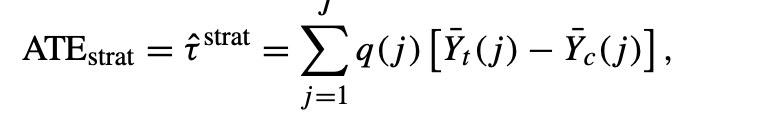 ATE_strat = τ̂^strat = ∑_{j=1}^{J} q(j) [Ȳ_t(j) − Ȳ_c(j)],